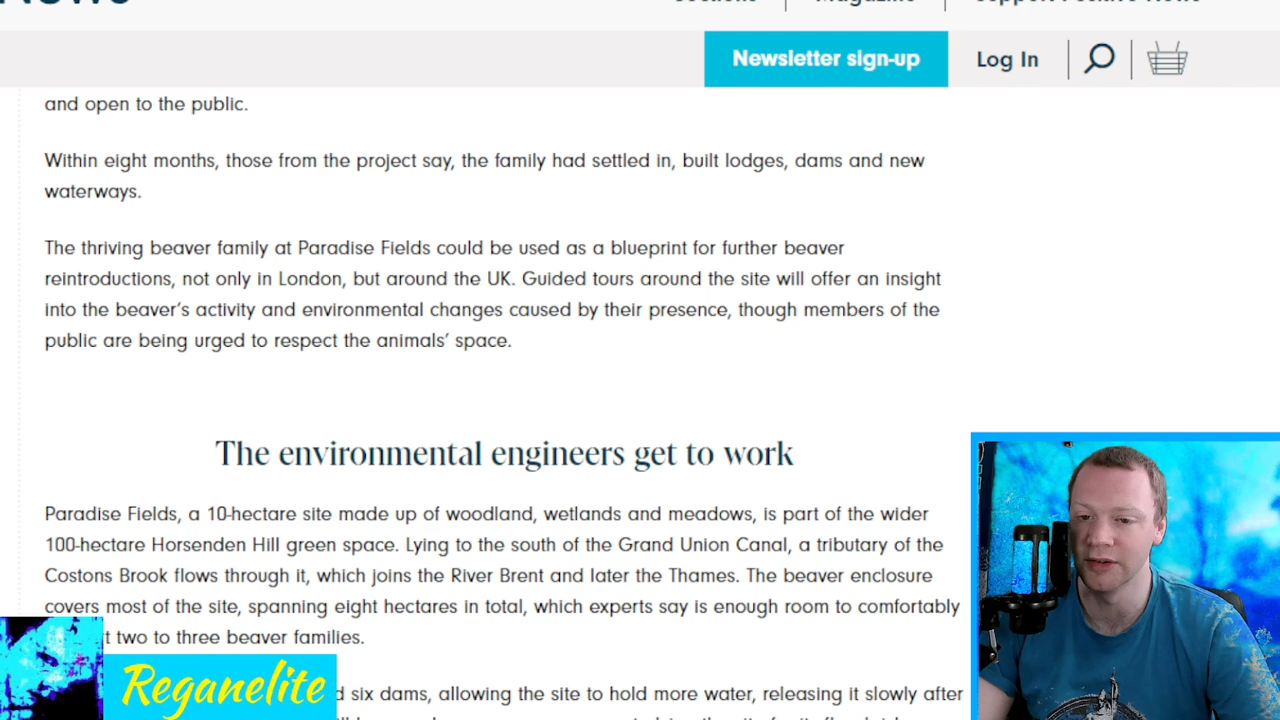 Newsletter sign-up
Log In
and open to the public.
Within eight months, those from the project say, the family had settled in, built lodges, dams and new
waterways.
The thriving beaver family at Paradise Fields could be used as a blueprint for further beaver
reintroductions, not only in London, but around the UK. Guided tours around the site will offer an insight
into the beaver’s activity and environmental changes caused by their presence, though members of the
public are being urged to respect the animals’ space.
The environmental engineers get to work
Paradise Fields, a 10-hectare site made up of woodland, wetlands and meadows, is part of the wider
100-hectare Horsenden Hill green space. Lying to the south of the Grand Union Canal, a tributary of the
Costons Brook flows through it, which joins the River Brent and later the Thames. The beaver enclosure
covers most of the site, spanning eight hectares in total, which experts say is enough room to comfortably
two to three beaver families.
Reganelite
six dams, allowing the site to hold more water, releasing it slowly after